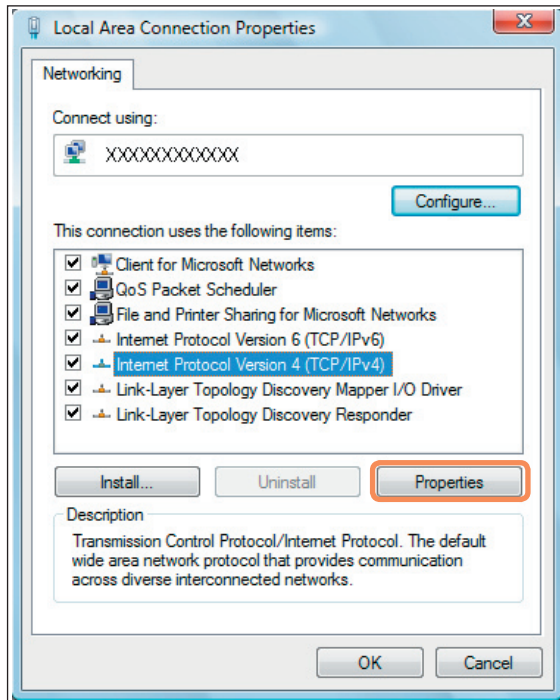 Local Area Connection Properties
Networking
Connect using:
XXXXXXXXXXXX
Configure...
This connection uses the following items:
Client for Microsoft Networks
QoS Packet Scheduler
File and Printer Sharing for Microsoft Networks
Internet Protocol Version 6 (TCP/IPv6)
Internet Protocol Version 4 (TCP/IPv4)
Link-Layer Topology Discovery Mapper I/O Driver
Link-Layer Topology Discovery Responder
Install... Uninstall Properties
Description
Transmission Control Protocol/Internet Protocol. The default
wide area network protocol that provides communication
across diverse interconnected networks.
OK Cancel